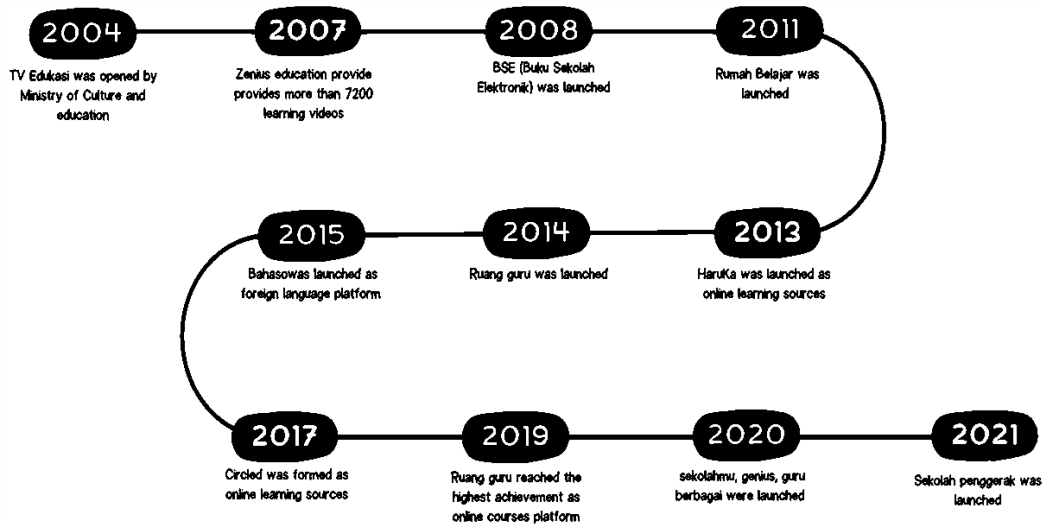 2004
TV Edukasi was opened by
Ministry of Culture and
education
2007
Zenius education provide
provides more than 7200
learning videos
2008
BSE (Buku Sekolah
Elektronik) was launched
2011
Rumah Belajar was
launched
2013
HaruKa was launched as
online learning sources
2014
Ruang guru was launched
2015
Bahasowas launched as
foreign language platform
2017
Circled was formed as
online learning sources
2019
Ruang guru reached the
highest achievement as
online courses platform
2020
sekolahmu, genius, guru
berbagai were launched
2021
Sekolah penggerak was
launched